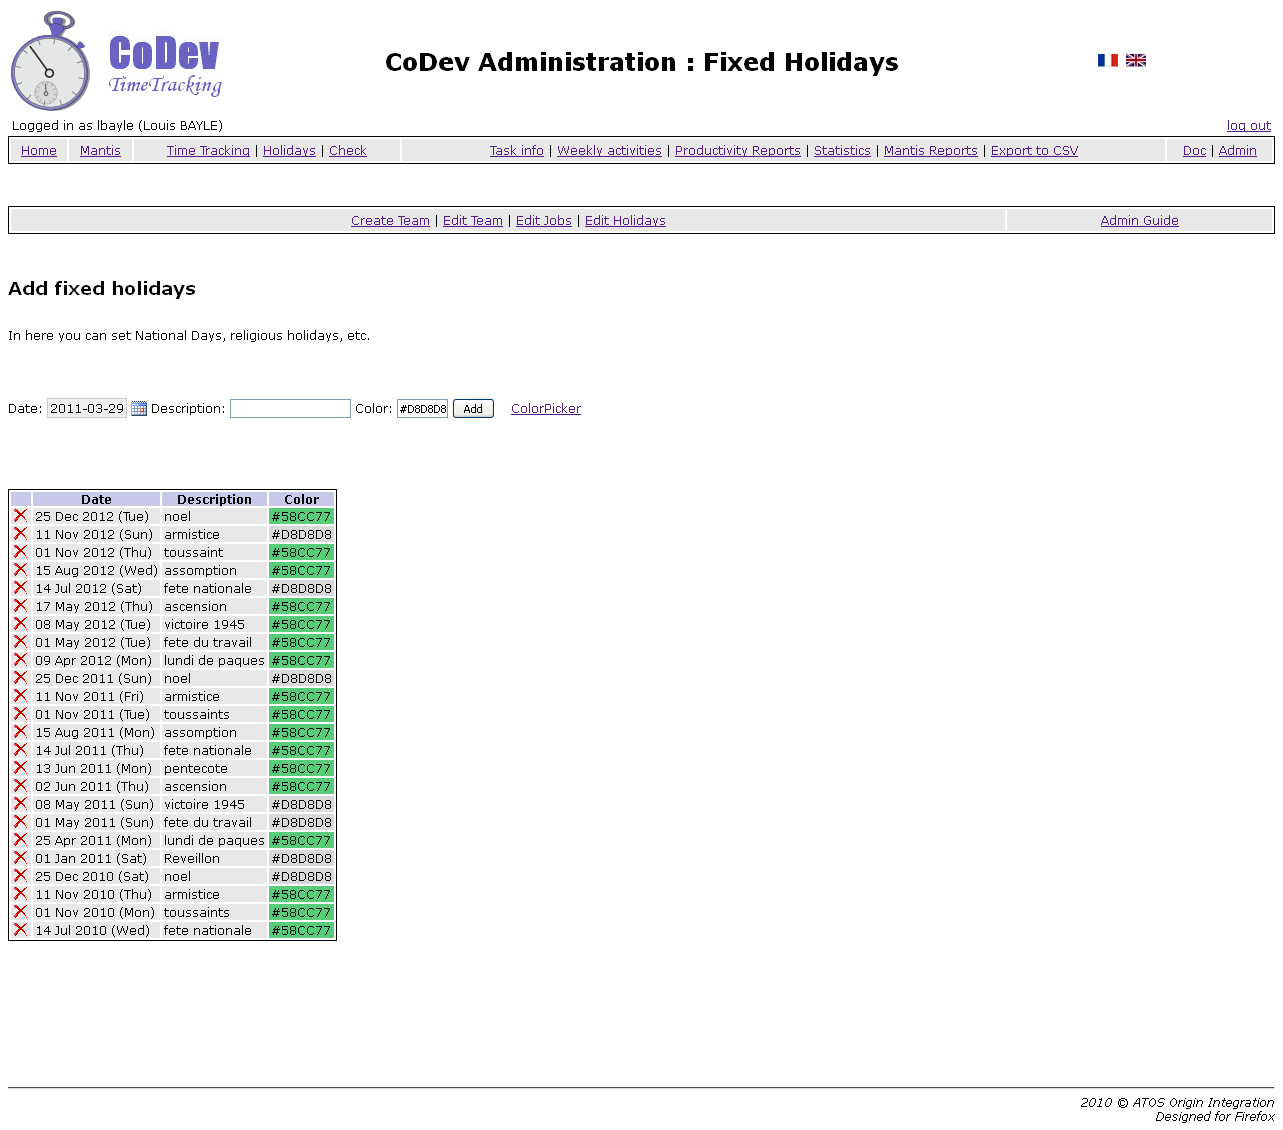 CoDev
TimeTracking
CoDev Administration : Fixed Holidays
Logged in as lbayle (Louis BAYLE) log out
Home Mantis Time Tracking | Holidays | Check Task info | Weekly activities | Productivity Reports | Statistics | Mantis Reports | Export to CSV Doc | Admin
Create Team | Edit Team | Edit Jobs | Edit Holidays Admin Guide
Add fixed holidays
In here you can set National Days, religious holidays, etc.
Date: 2011-03-29 Description: Color: #D8D8D8 Add ColorPicker
Date Description Color
25 Dec 2012 (Tue) noel #58CC77
11 Nov 2012 (Sun) armistice #D8D8D8
01 Nov 2012 (Thu) toussaint #58CC77
15 Aug 2012 (Wed) assomption #58CC77
14 Jul 2012 (Sat) fete nationale #D8D8D8
17 May 2012 (Thu) ascension #58CC77
08 May 2012 (Tue) victoire 1945 #58CC77
01 May 2012 (Tue) fete du travail #58CC77
09 Apr 2012 (Mon) lundi de paques #58CC77
25 Dec 2011 (Sun) noel #D8D8D8
11 Nov 2011 (Fri) armistice #58CC77
01 Nov 2011 (Tue) toussaints #58CC77
15 Aug 2011 (Mon) assomption #58CC77
14 Jul 2011 (Thu) fete nationale #58CC77
13 Jun 2011 (Mon) pentecote #58CC77
02 Jun 2011 (Thu) ascension #58CC77
08 May 2011 (Sun) victoire 1945 #D8D8D8
01 May 2011 (Sun) fete du travail #D8D8D8
25 Apr 2011 (Mon) lundi de paques #58CC77
01 Jan 2011 (Sat) Reveillon #D8D8D8
25 Dec 2010 (Sat) noel #D8D8D8
11 Nov 2010 (Thu) armistice #58CC77
01 Nov 2010 (Mon) toussaints #58CC77
14 Jul 2010 (Wed) fete nationale #58CC77
2010 © ATOS Origin Integration
Designed for Firefox